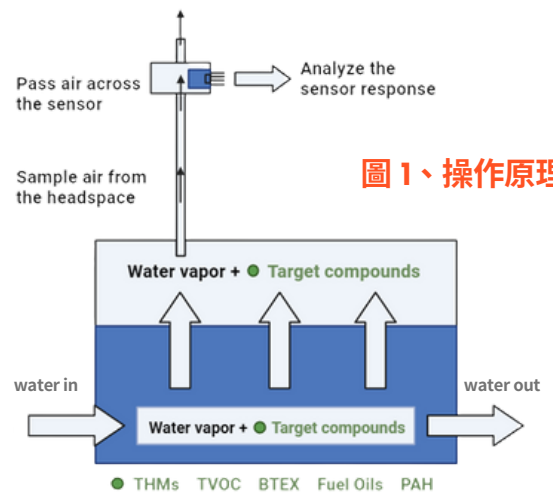 Pass air across
the sensor
Analyze the
sensor response
Sample air from
the headspace
圖 1、操作原理
Water vapor + Target compounds
water in
water out
Water vapor + Target compounds
THMs TVOC BTEX Fuel Oils PAH